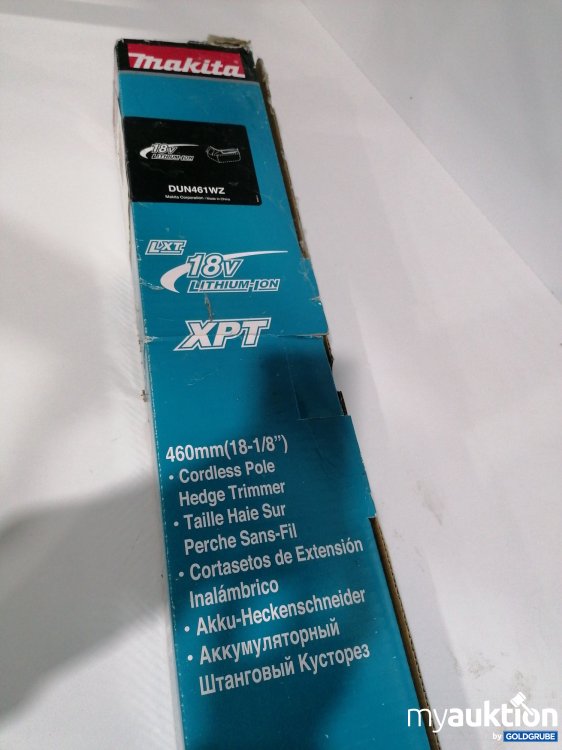 makita
18V
LITHIUM-ION
DUN461WZ
Makita Corporation / Made in China
LXT
18V
LITHIUM-ION
XPT
460mm(18-1/8")
• Cordless Pole
Hedge Trimmer
• Taille Haie Sur
Perche Sans-Fil
• Cortasetos de Extensión
Inalámbrico
• Akku-Heckenschneider
• Аккумуляторный
Штанговый Кусторез
myauktion
by GOLDGRUBE